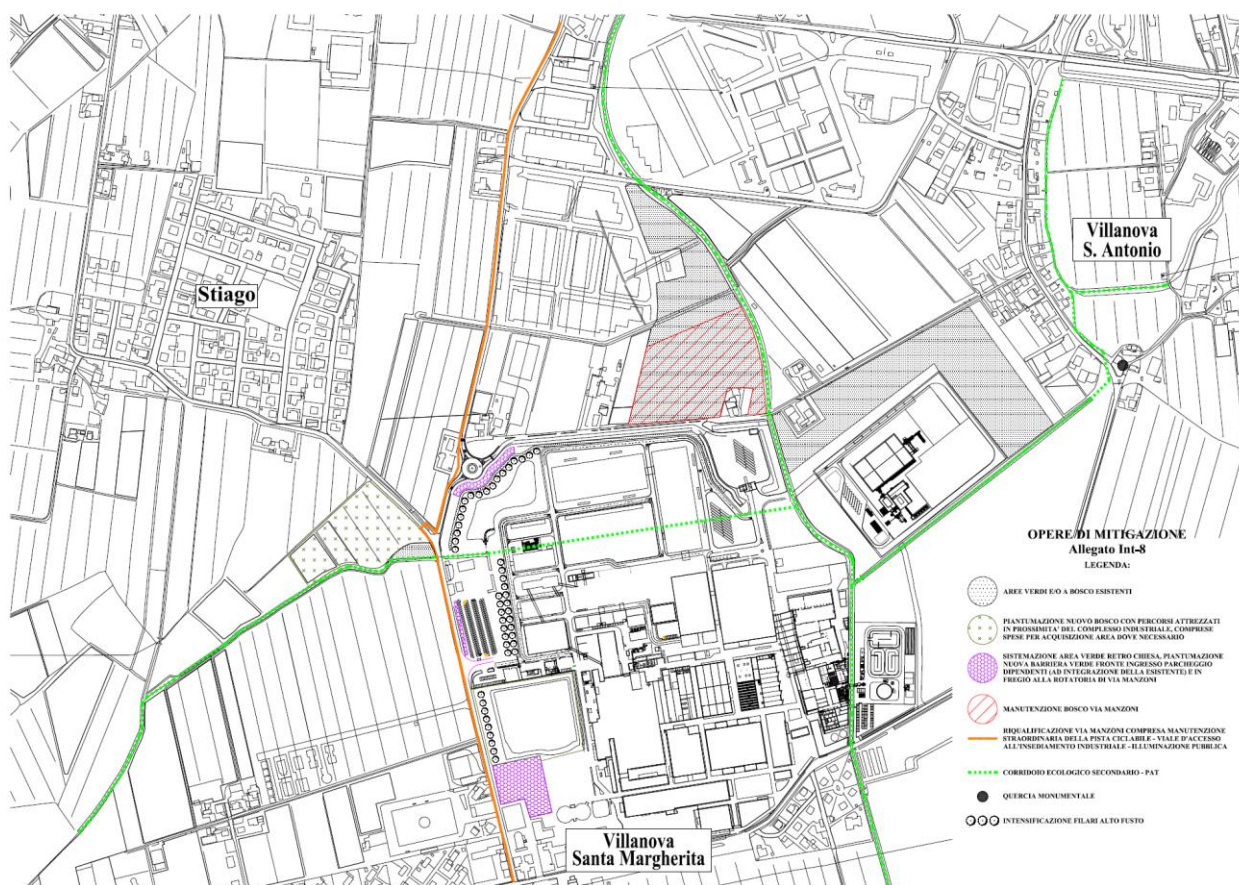 Stiago
Villanova
S. Antonio
OPERE DI MITIGAZIONE
Allegato Int-8
LEGENDA:
AREE VERDI E/O A BOSCO ESISTENTI
PIANTUMAZIONE NUOVO BOSCO CON PERCORSI ATTREZZATI
IN PROSSIMITA' DEL COMPLESSO INDUSTRIALE, COMPRESE
SPESE PER ACQUISIZIONE AREA DOVE NECESSARIO
SISTEMAZIONE AREA VERDE RETRO CHIESA, PIANTUMAZIONE
NUOVA BARRIERA VERDE FRONTE INGRESSO PARCHEGGIO
DIPENDENTI (AD INTEGRAZIONE DELLA ESISTENTE) E IN
FREGIO ALLA ROTATORIA DI VIA MANZONI
MANUTENZIONE BOSCO VIA MANZONI
RIQUALIFICAZIONE VIA MANZONI COMPRESA MANUTENZIONE
STRAORDINARIA DELLA PISTA CICLABILE - VIALE D'ACCESSO
ALL'INSEDIAMENTO INDUSTRIALE - ILLUMINAZIONE PUBBLICA
CORRIDOIO ECOLOGICO SECONDARIO - PAT
QUERCIA MONUMENTALE
INTENSIFICAZIONE FILARI ALTO FUSTO
Villanova
Santa Margherita